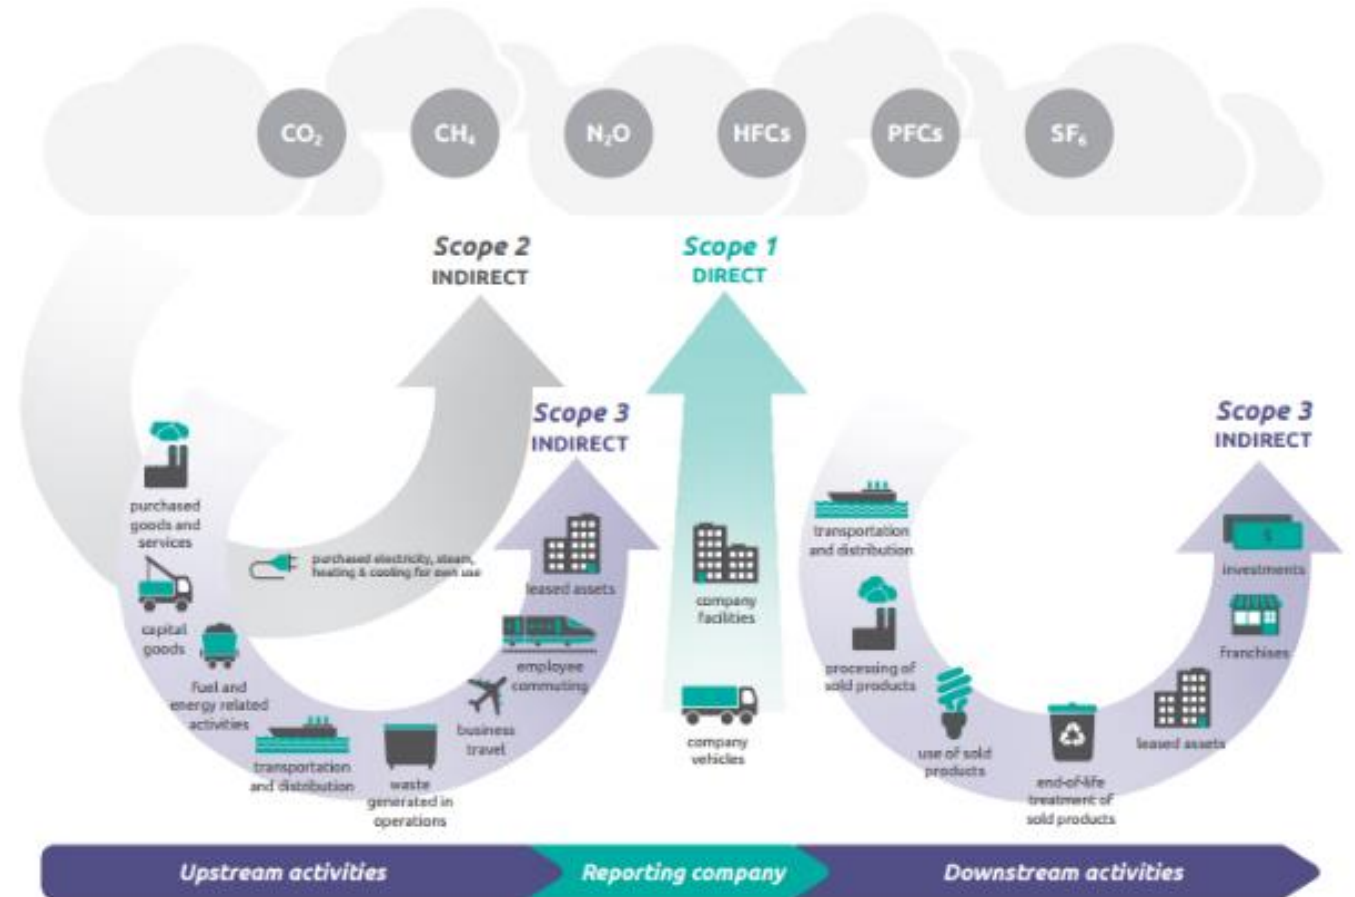 CO₂
CH₄
N₂O
HFCs
PFCs
SF₆
Scope 2
INDIRECT
Scope 1
DIRECT
Scope 3
INDIRECT
Scope 3
INDIRECT
purchased
goods and
services
capital
goods
fuel and
energy related
activities
transportation
and distribution
waste
generated in
operations
business
travel
employee
commuting
leased assets
purchased electricity, steam,
heating & cooling for own use
company
facilities
company
vehicles
transportation
and distribution
processing of
sold products
use of sold
products
end-of-life
treatment of
sold products
leased assets
franchises
investments
$
Upstream activities
Reporting company
Downstream activities